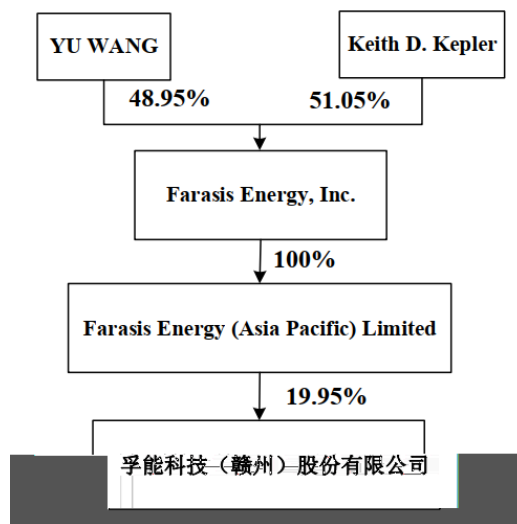 YU WANG
Keith D. Kepler
48.95%
51.05%
Farasis Energy, Inc.
100%
Farasis Energy (Asia Pacific) Limited
19.95%
孚能科技（赣州）股份有限公司